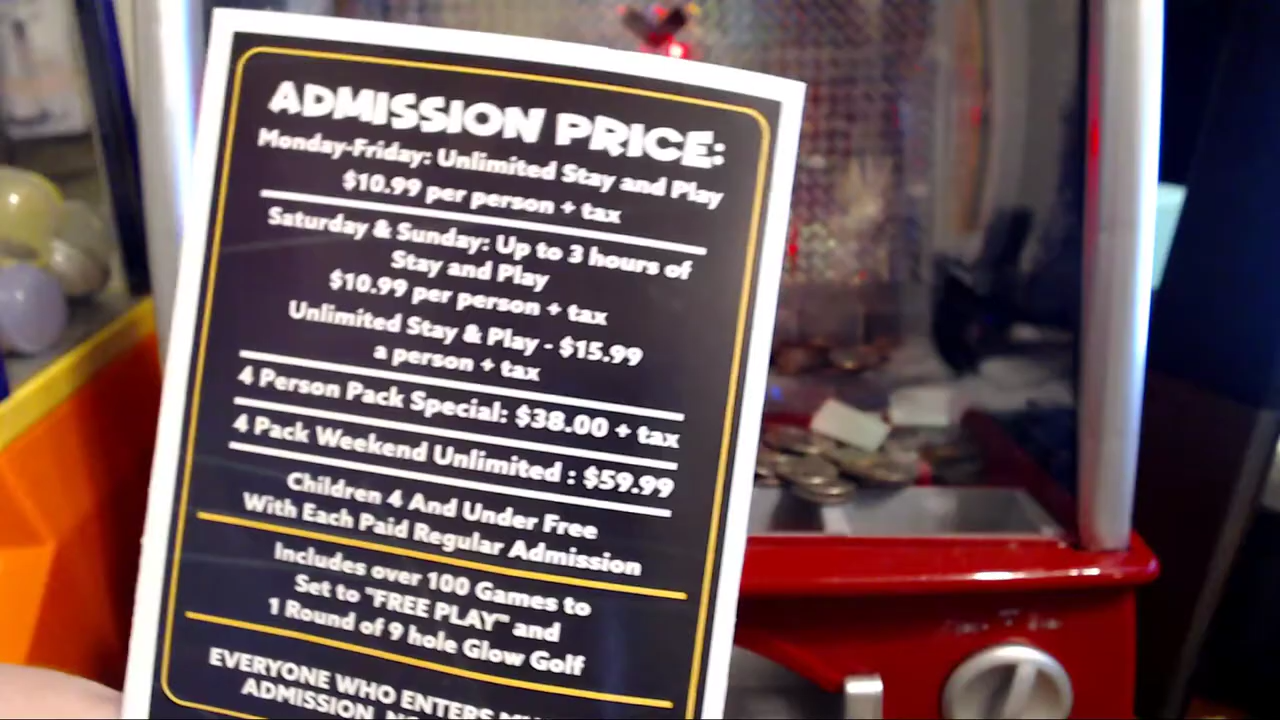 ADMISSION PRICE:
Monday-Friday: Unlimited Stay and Play
$10.99 per person + tax
Saturday & Sunday: Up to 3 hours of
Stay and Play
$10.99 per person + tax
Unlimited Stay & Play - $15.99
a person + tax
4 Person Pack Special: $38.00 + tax
4 Pack Weekend Unlimited : $59.99
Children 4 And Under Free
With Each Paid Regular Admission
Includes over 100 Games to
Set to "FREE PLAY" and
1 Round of 9 hole Glow Golf
EVERYONE WHO ENTERS
ADMISSION,